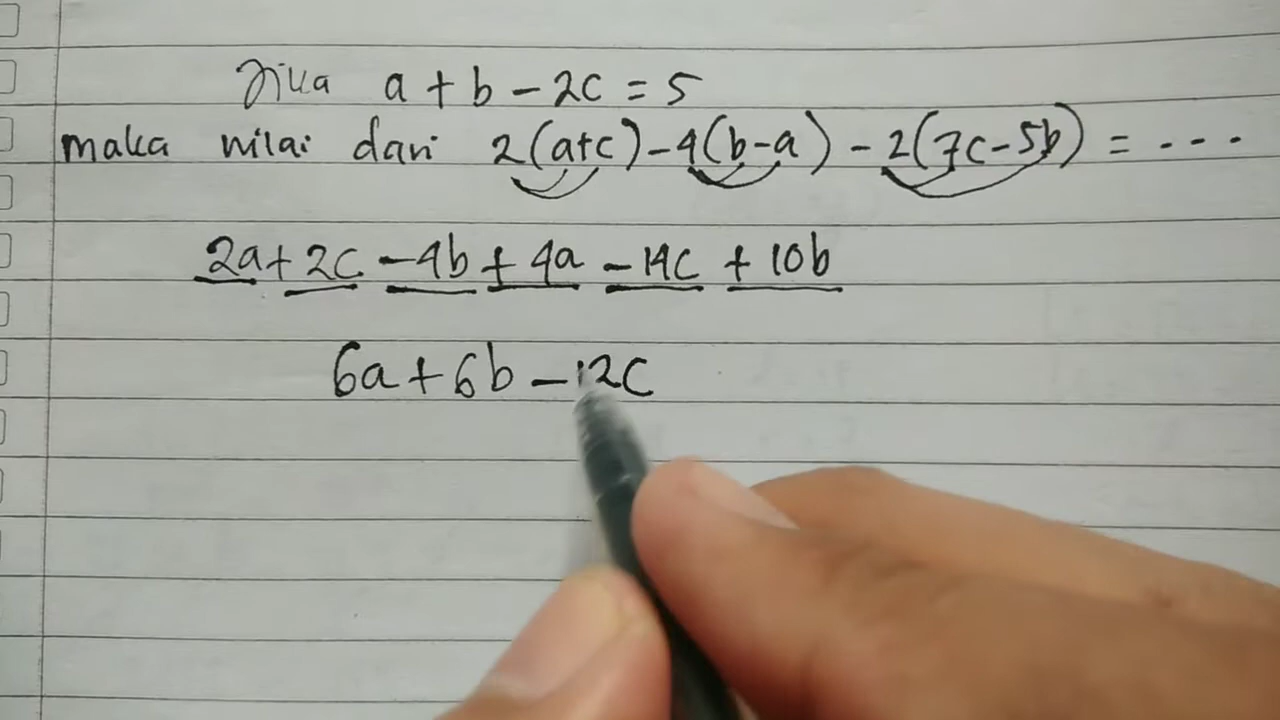 Jika a + b - 2c = 5
maka nilai dari 2(a+c) - 4(b-a) - 2(7c-5b) = ...
2a + 2c - 4b + 4a - 14c + 10b
6a + 6b - 12c